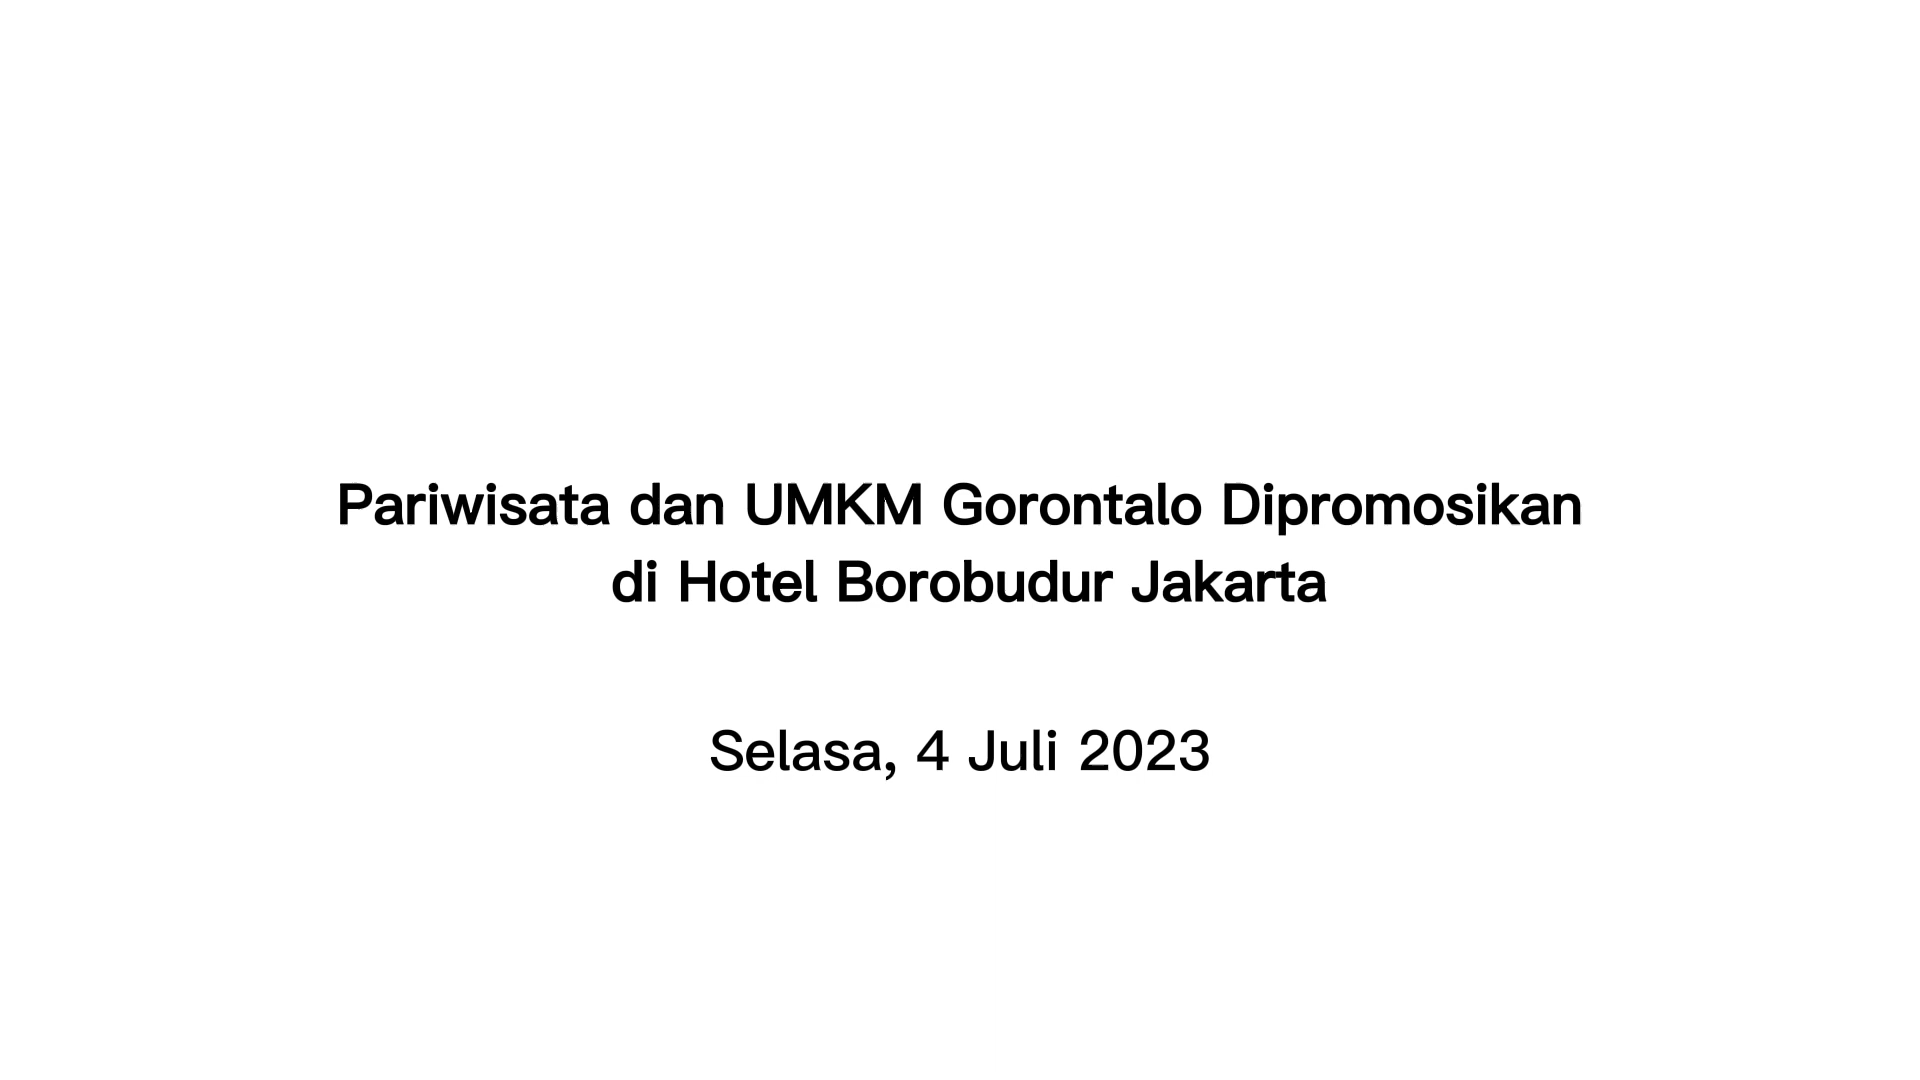 Pariwisata dan UMKM Gorontalo Dipromosikan
di Hotel Borobudur Jakarta
Selasa, 4 Juli 2023